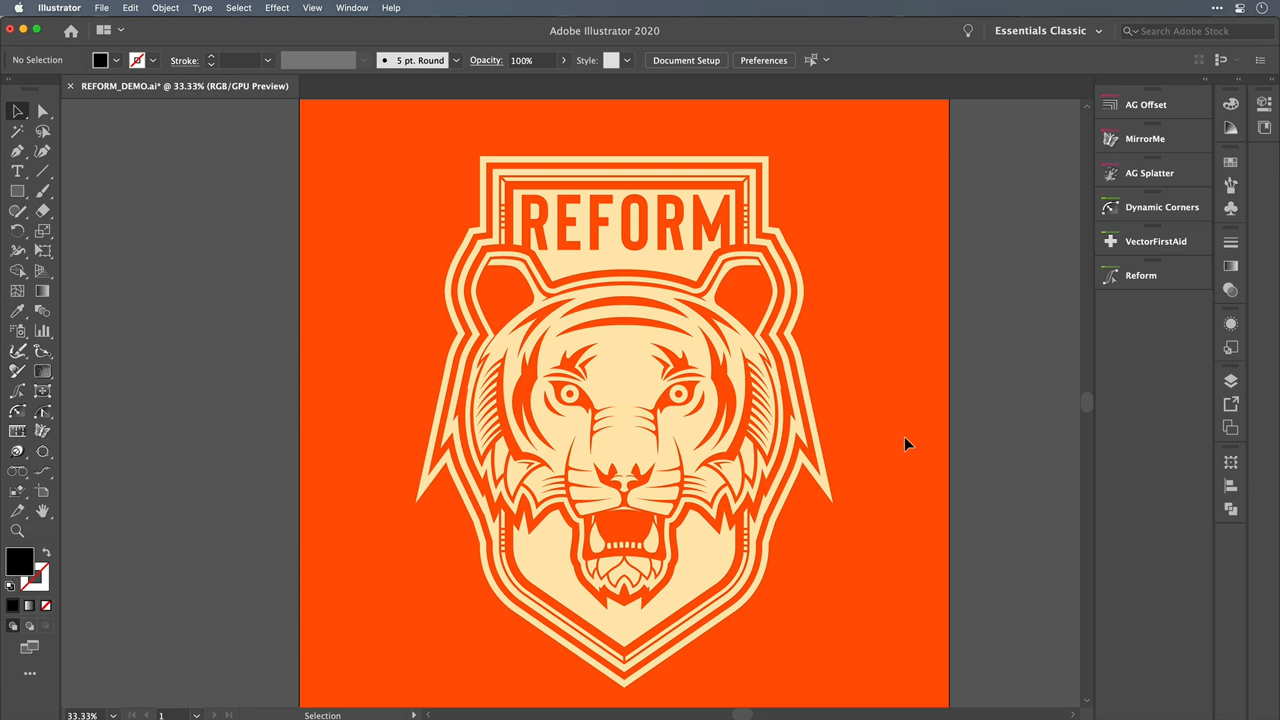 Illustrator File Edit Object Type Select Effect View Window Help
Adobe Illustrator 2020
Essentials Classic
Search Adobe Stock
No Selection
Stroke:
5 pt. Round
Opacity: 100%
Style:
Document Setup
Preferences
REFORM_DEMO.ai* @ 33.33% (RGB/GPU Preview)
AG Offset
MirrorMe
AG Splatter
Dynamic Corners
VectorFirstAid
Reform
REFORM
33.33%
1
Selection